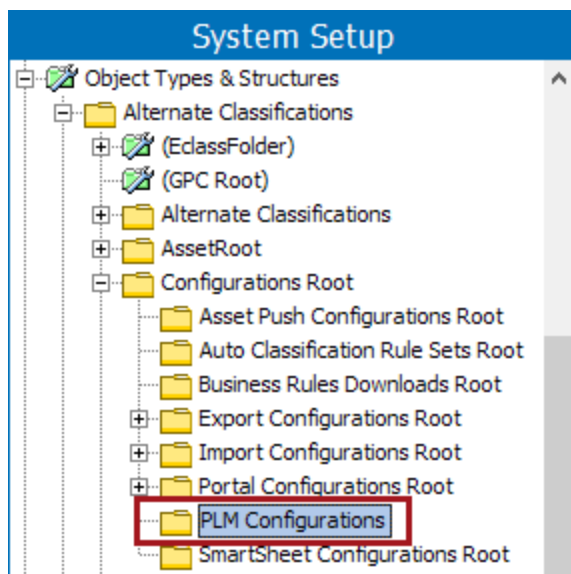 System Setup
Object Types & Structures
Alternate Classifications
(EclassFolder)
(GPC Root)
Alternate Classifications
AssetRoot
Configurations Root
Asset Push Configurations Root
Auto Classification Rule Sets Root
Business Rules Downloads Root
Export Configurations Root
Import Configurations Root
Portal Configurations Root
PLM Configurations
SmartSheet Configurations Root